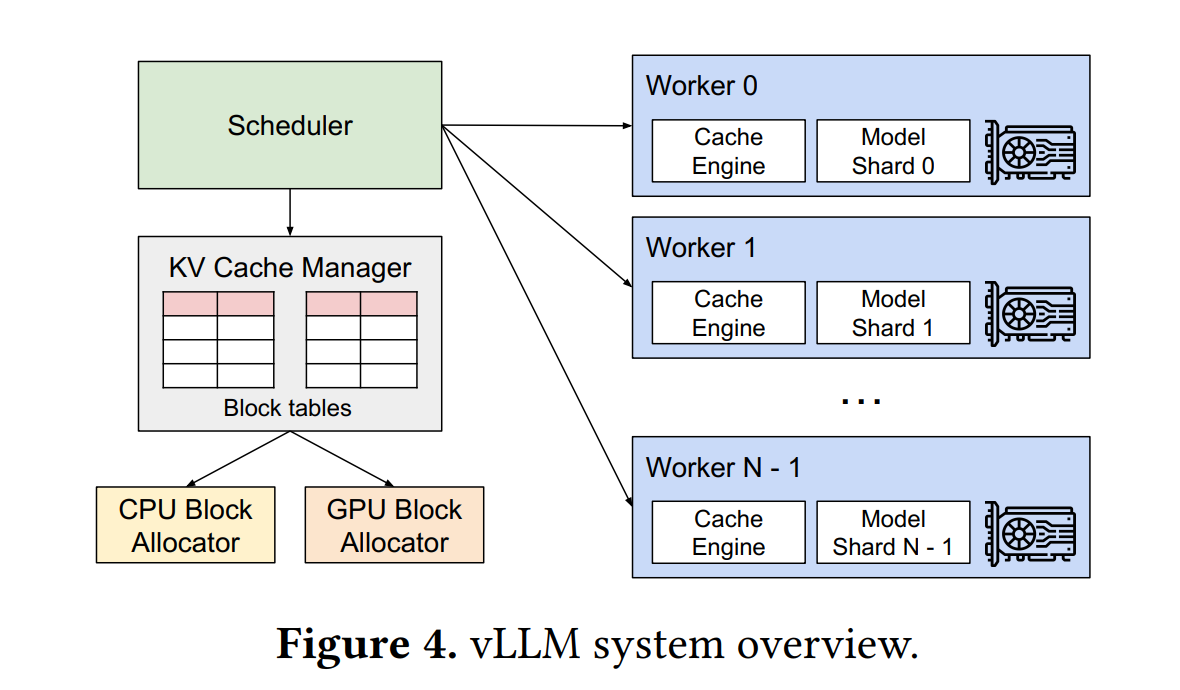 Scheduler
KV Cache Manager
Block tables
CPU Block
Allocator
GPU Block
Allocator
Worker 0
Cache
Engine
Model
Shard 0
Worker 1
Cache
Engine
Model
Shard 1
...
Worker N - 1
Cache
Engine
Model
Shard N - 1
Figure 4. vLLM system overview.